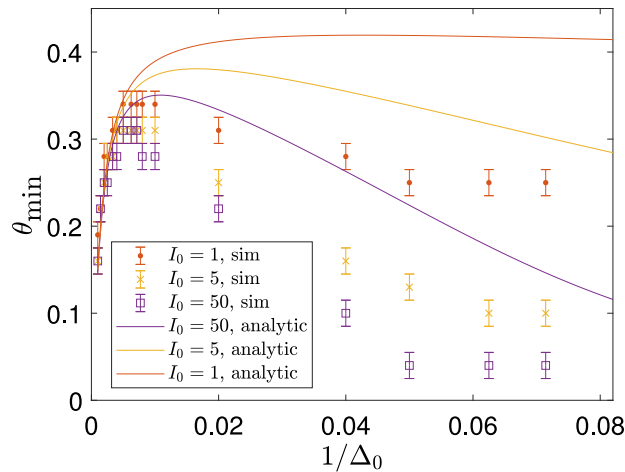 0.4
0.3
0.2
0.1
0
θmin
I₀ = 1, sim
I₀ = 5, sim
I₀ = 50, sim
I₀ = 50, analytic
I₀ = 5, analytic
I₀ = 1, analytic
0 0.02 0.04 0.06 0.08
1/Δ₀